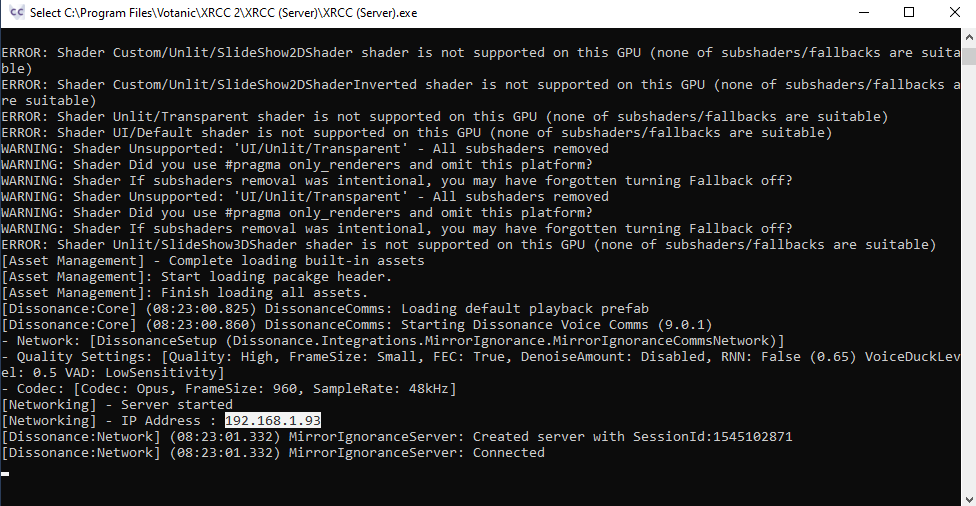 CC Select C:\Program Files\Votanic\XRCC 2\XRCC (Server)\XRCC (Server).exe
ERROR: Shader Custom/Unlit/SlideShow2DShader shader is not supported on this GPU (none of subshaders/fallbacks are suita
ble)
ERROR: Shader Custom/Unlit/SlideShow2DShaderInverted shader is not supported on this GPU (none of subshaders/fallbacks a
re suitable)
ERROR: Shader Unlit/Transparent shader is not supported on this GPU (none of subshaders/fallbacks are suitable)
ERROR: Shader UI/Default shader is not supported on this GPU (none of subshaders/fallbacks are suitable)
WARNING: Shader Unsupported: 'UI/Unlit/Transparent' - All subshaders removed
WARNING: Shader Did you use #pragma only_renderers and omit this platform?
WARNING: Shader If subshaders removal was intentional, you may have forgotten turning Fallback off?
WARNING: Shader Unsupported: 'UI/Unlit/Transparent' - All subshaders removed
WARNING: Shader Did you use #pragma only_renderers and omit this platform?
WARNING: Shader If subshaders removal was intentional, you may have forgotten turning Fallback off?
ERROR: Shader Unlit/SlideShow3DShader shader is not supported on this GPU (none of subshaders/fallbacks are suitable)
[Asset Management] - Complete loading built-in assets
[Asset Management]: Start loading pacakge header.
[Asset Management]: Finish loading all assets.
[Dissonance:Core] (08:23:00.825) DissonanceComms: Loading default playback prefab
[Dissonance:Core] (08:23:00.860) DissonanceComms: Starting Dissonance Voice Comms (9.0.1)
- Network: [DissonanceSetup (Dissonance.Integrations.MirrorIgnorance.MirrorIgnoranceCommsNetwork)]
- Quality Settings: [Quality: High, FrameSize: Small, FEC: True, DenoiseAmount: Disabled, RNN: False (0.65) VoiceDuckLev
el: 0.5 VAD: LowSensitivity]
- Codec: [Codec: Opus, FrameSize: 960, SampleRate: 48kHz]
[Networking] - Server started
[Networking] - IP Address : 192.168.1.93
[Dissonance:Network] (08:23:01.332) MirrorIgnoranceServer: Created server with SessionId:1545102871
[Dissonance:Network] (08:23:01.332) MirrorIgnoranceServer: Connected